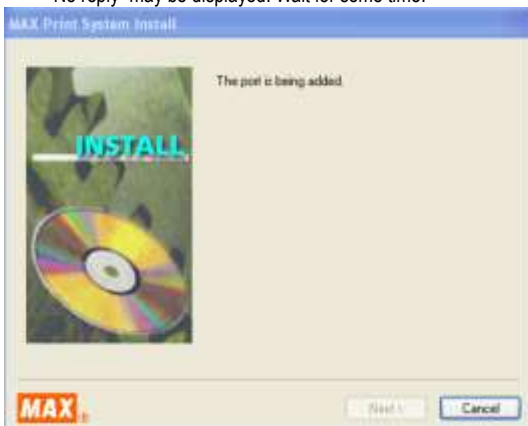 "No reply" may be displayed. Wait for some time.
MAX Print System Install
The port is being added.
INSTALL
MAX
Next >
Cancel